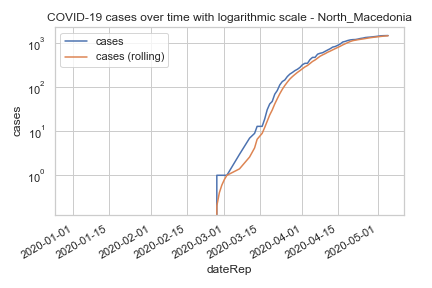 COVID-19 cases over time with logarithmic scale - North_Macedonia
cases
cases (rolling)
10³
10²
10¹
10⁰
cases
2020-01-01
2020-01-15
2020-02-01
2020-02-15
2020-03-01
2020-03-15
2020-04-01
2020-04-15
2020-05-01
dateRep